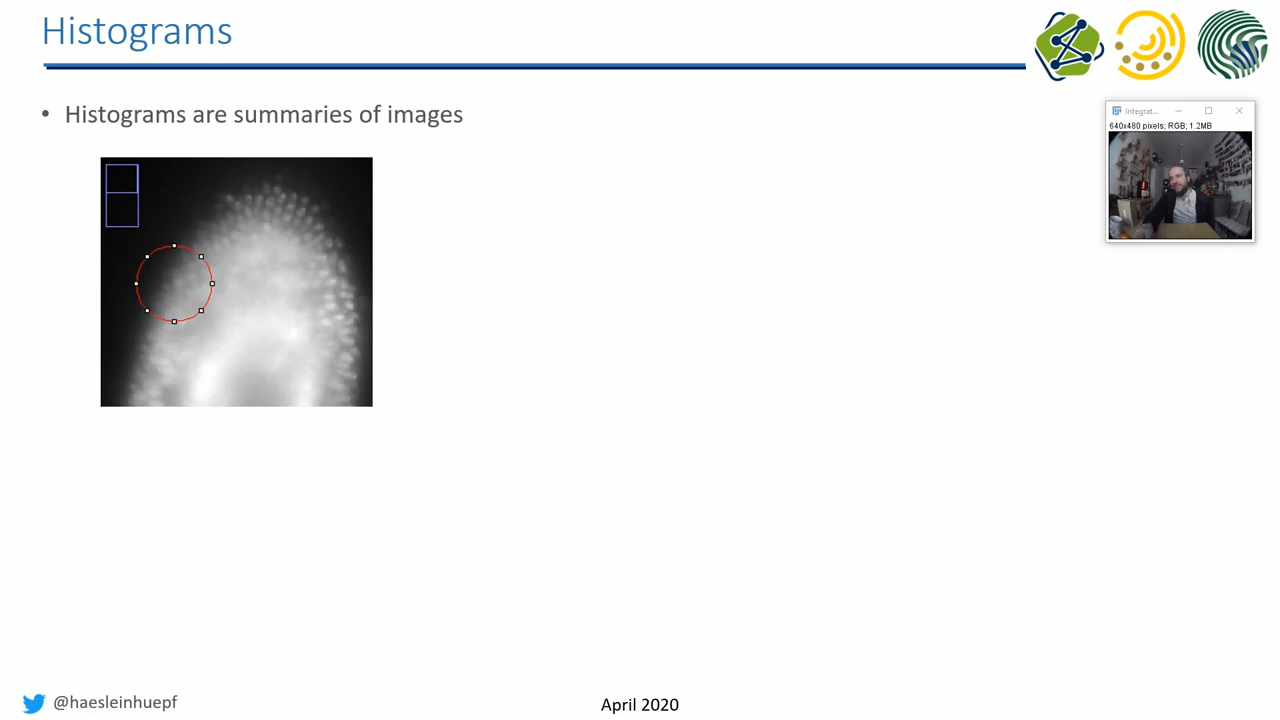 Histograms
• Histograms are summaries of images
Integrat...
640x480 pixels; RGB; 1.2MB
@haesleinhuepf
April 2020